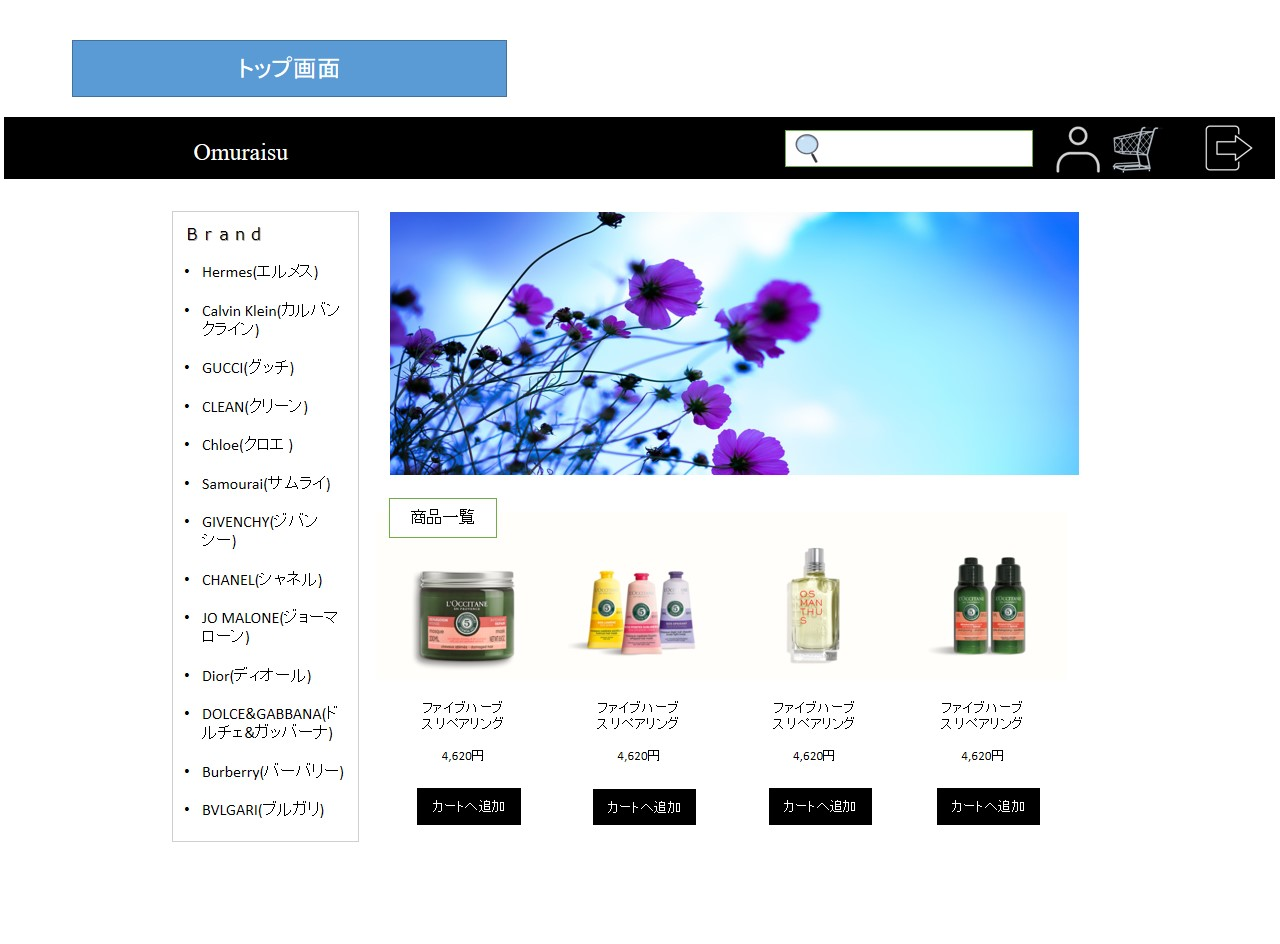 トップ画面
Omuraisu
Brand
• Hermes(エルメス)
• Calvin Klein(カルバン
クライン)
• GUCCI(グッチ)
• CLEAN(クリーン)
• Chloe(クロエ )
• Samourai(サムライ)
• GIVENCHY(ジバン
シー)
• CHANEL(シャネル)
• JO MALONE(ジョーマ
ローン)
• Dior(ディオール)
• DOLCE&GABBANA(ド
ルチェ&ガッバーナ)
• Burberry(バーバリー)
• BVLGARI(ブルガリ)
商品一覧
L'OCCITANE
EN PROVENCE
5
OS
MAN
THU
S
ファイブハーブ
スリペアリング
4,620円
カートへ追加
ファイブハーブ
スリペアリング
4,620円
カートへ追加
ファイブハーブ
スリペアリング
4,620円
カートへ追加
ファイブハーブ
スリペアリング
4,620円
カートへ追加